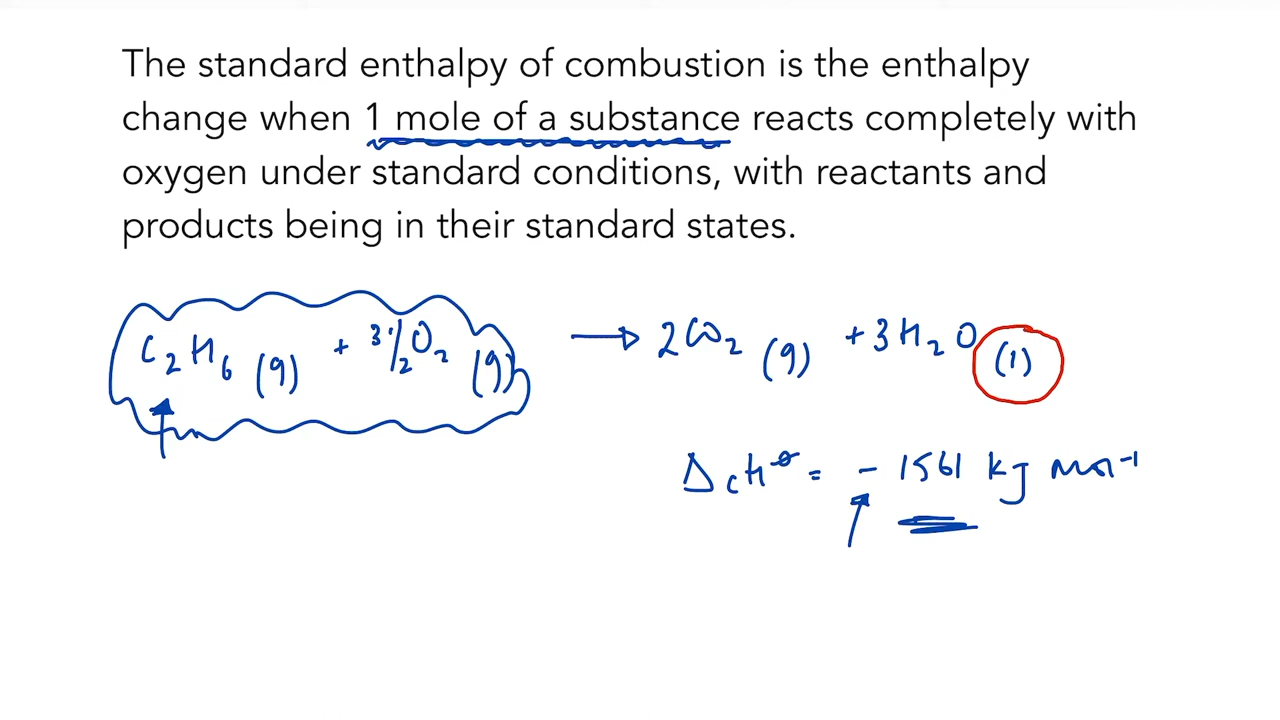 The standard enthalpy of combustion is the enthalpy
change when 1 mole of a substance reacts completely with
oxygen under standard conditions, with reactants and
products being in their standard states.
C₂H₆ (g) + 3½O₂ (g) → 2CO₂ (g) + 3H₂O (l)
ΔcH⦵ = - 1561 kJ mol⁻¹